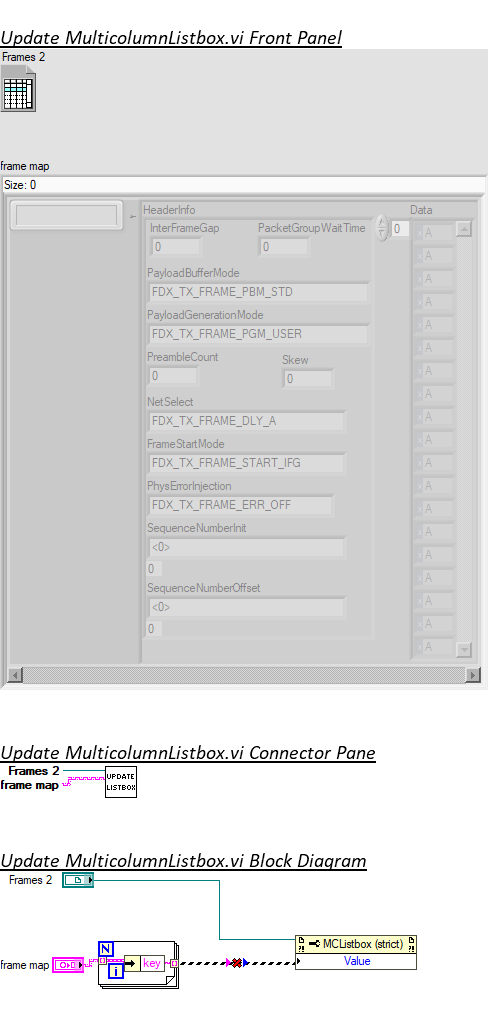 Update MulticolumnListbox.vi Front Panel
Frames 2
frame map
Size: 0
HeaderInfo
Data
InterFrameGap
PacketGroupWaitTime
0
0
0
A
A
A
PayloadBufferMode
FDX_TX_FRAME_PBM_STD
A
A
PayloadGenerationMode
FDX_TX_FRAME_PGM_USER
A
A
PreambleCount
Skew
0
0
A
A
NetSelect
FDX_TX_FRAME_DLY_A
A
A
FrameStartMode
FDX_TX_FRAME_START_IFG
A
A
PhysErrorInjection
FDX_TX_FRAME_ERR_OFF
A
A
SequenceNumberInit
<0>
0
A
A
SequenceNumberOffset
<0>
0
A
A
Update MulticolumnListbox.vi Connector Pane
Frames 2
frame map
UPDATE
LISTBOX
Update MulticolumnListbox.vi Block Diagram
Frames 2
frame map
N
i
key
MCListbox (strict)
Value